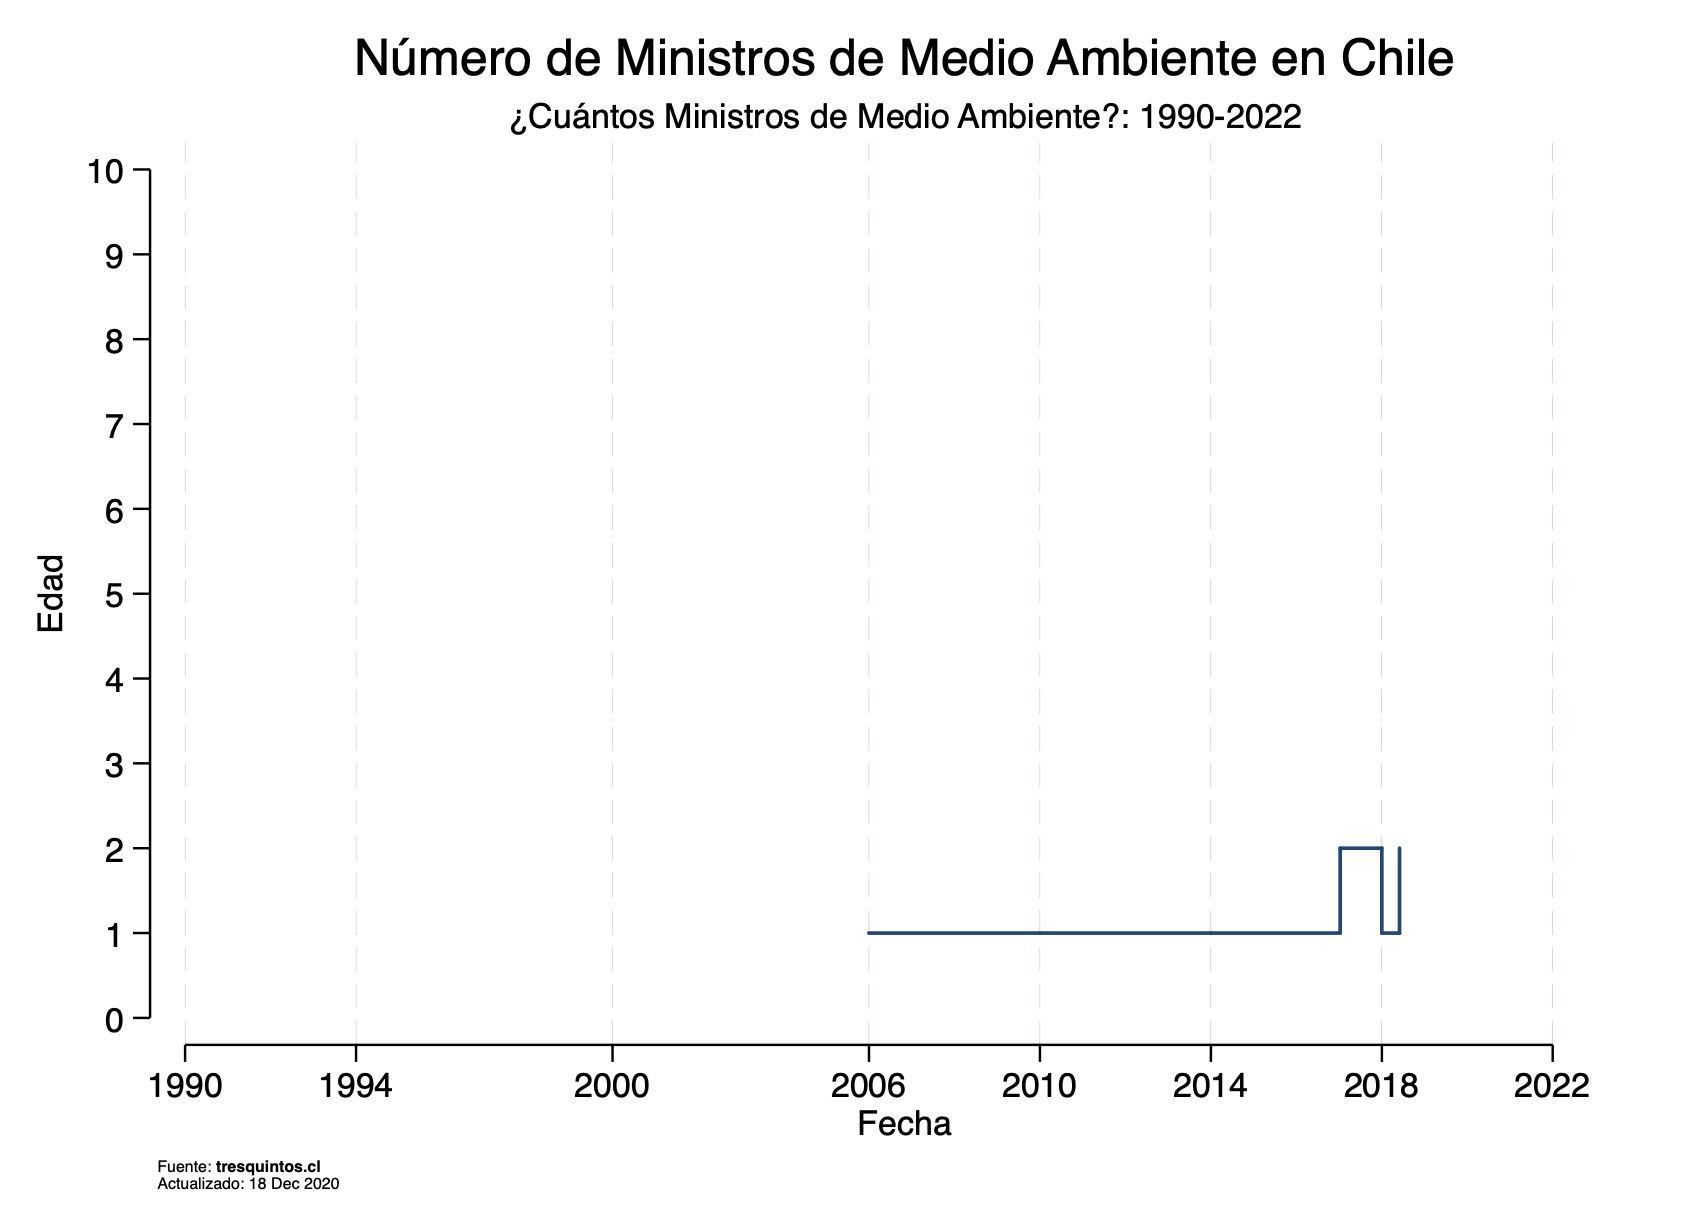 Número de Ministros de Medio Ambiente en Chile
¿Cuántos Ministros de Medio Ambiente?: 1990-2022
10
9
8
7
6
5
4
3
2
1
0
Edad
1990 1994 2000 2006 2010 2014 2018 2022
Fecha
Fuente: tresquintos.cl
Actualizado: 18 Dec 2020